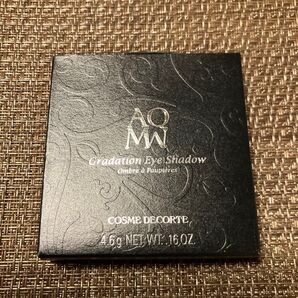 AQ
MW
Gradation Eye Shadow
Ombre à Paupières
COSME DECORTE
4.6g NET WT. .16 OZ.